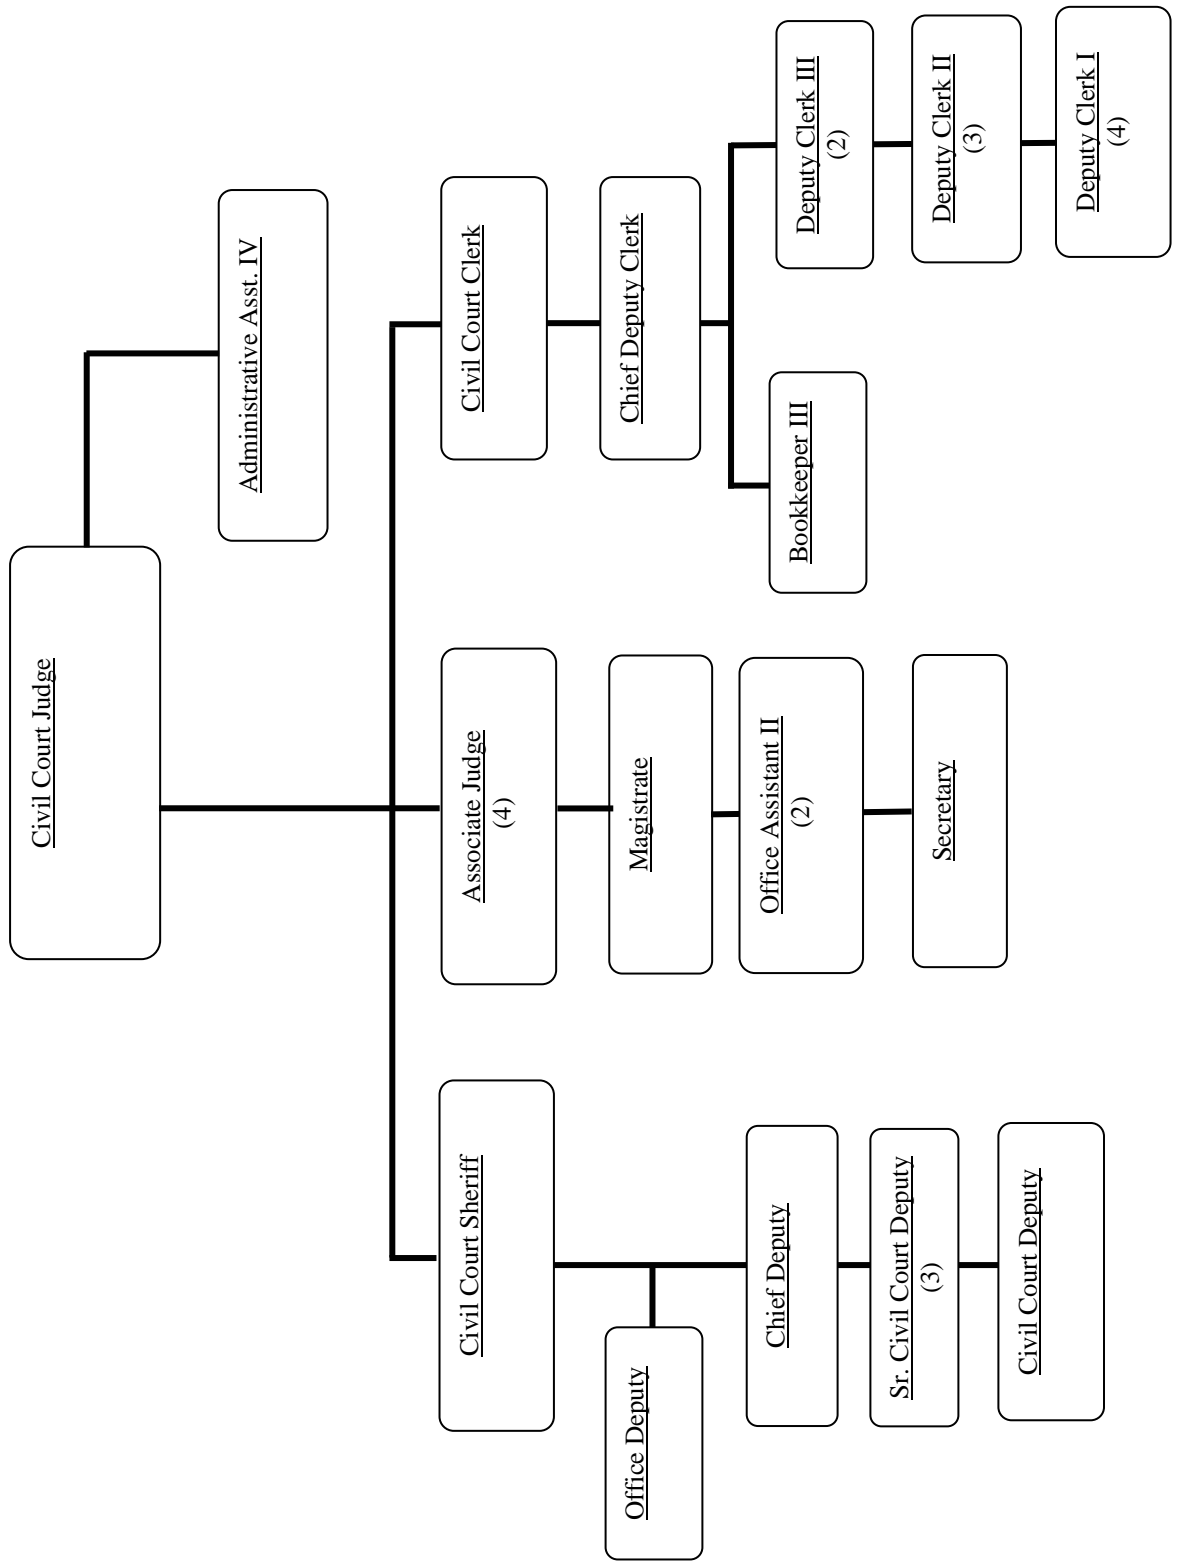 Civil Court Judge
Administrative Asst. IV
Civil Court Sheriff
Associate Judge
(4)
Civil Court Clerk
Office Deputy
Magistrate
Chief Deputy Clerk
Chief Deputy
Office Assistant II
(2)
Bookkeeper III
Deputy Clerk III
(2)
Sr. Civil Court Deputy
(3)
Secretary
Deputy Clerk II
(3)
Civil Court Deputy
Deputy Clerk I
(4)